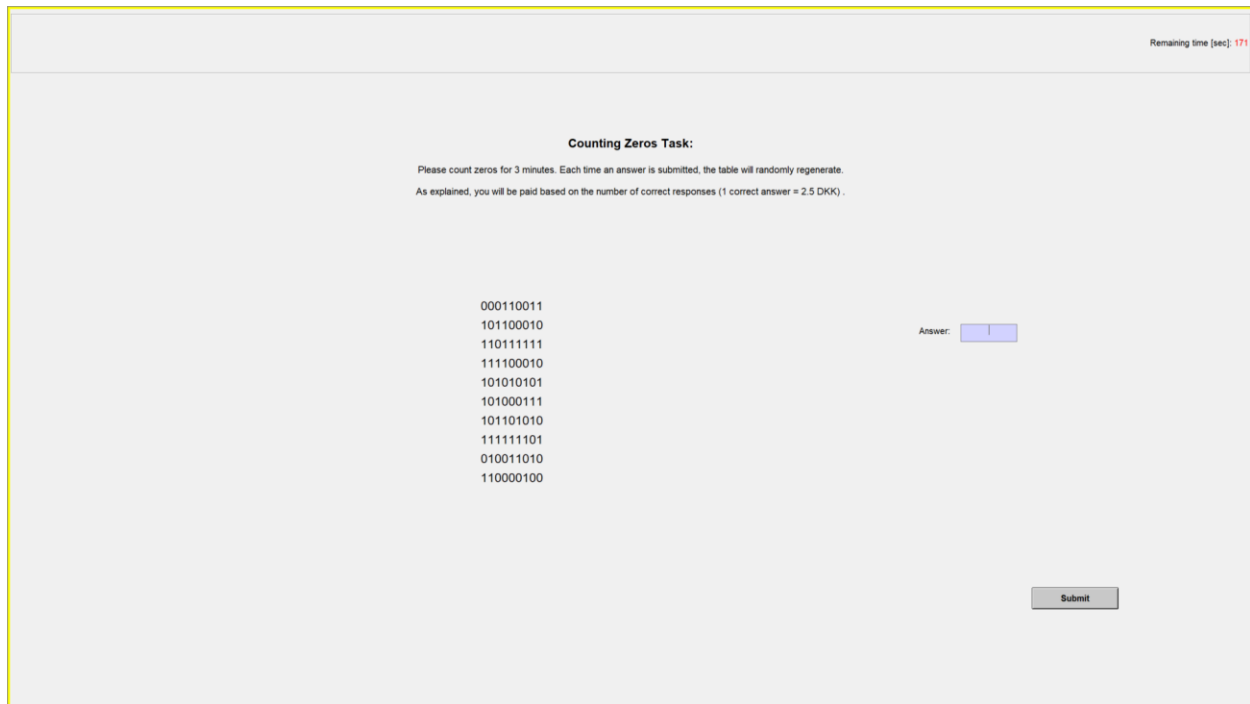 Remaining time [sec]: 171
Counting Zeros Task:
Please count zeros for 3 minutes. Each time an answer is submitted, the table will randomly regenerate.
As explained, you will be paid based on the number of correct responses (1 correct answer = 2.5 DKK) .
000110011
101100010
110111111
111100010
101010101
101000111
101101010
111111101
010011010
110000100
Answer:
Submit